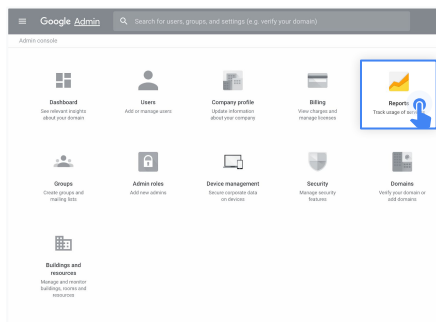 Google Admin
Search for users, groups, and settings (e.g. verify your domain)
Admin console
Dashboard
See relevant insights
about your domain
Users
Add or manage users
Company profile
Update information
about your company
Billing
View charges and
manage licenses
Reports
Track usage of
Groups
Create groups and
mailing lists
Admin roles
Add new admins
Device management
Secure corporate data
on devices
Security
Manage security
features
Domains
Verify your domain or
add domains
Buildings and
resources
Manage and monitor
buildings, rooms and
resources